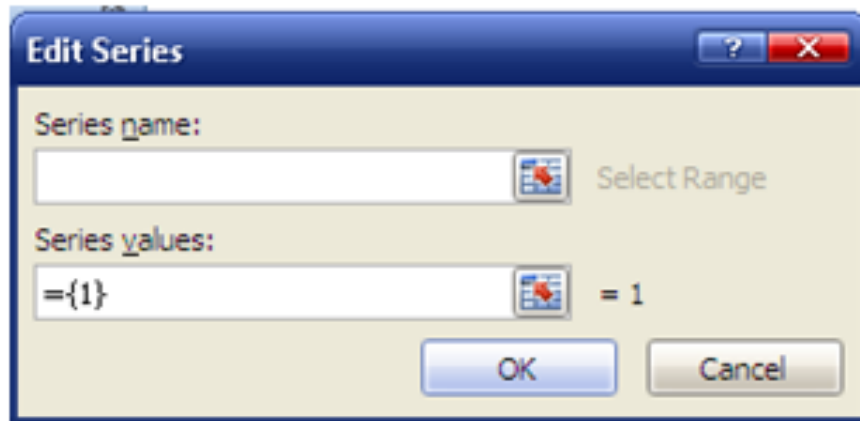 Edit Series
?
Series name:
Select Range
Series values:
={1}
= 1
OK
Cancel